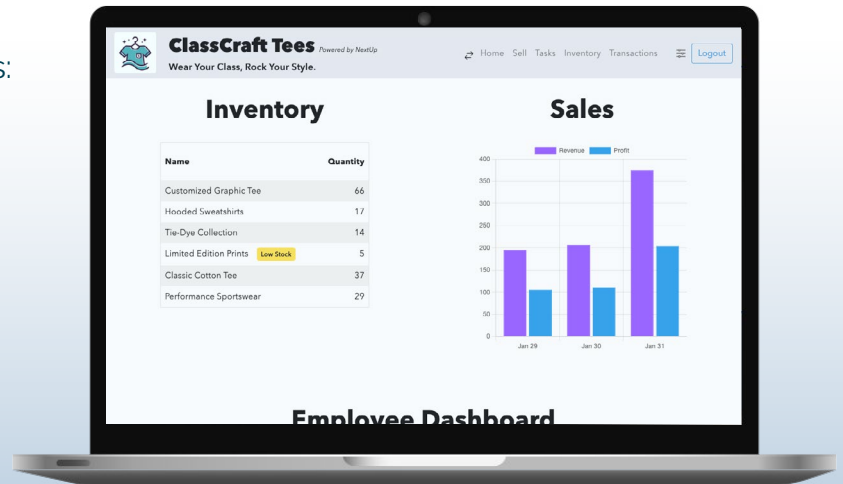 s:
ClassCraft Tees Powered by NextUp
Wear Your Class, Rock Your Style.
Home Sell Tasks Inventory Transactions Logout
Inventory
Name Quantity
Customized Graphic Tee 66
Hooded Sweatshirts 17
Tie-Dye Collection 14
Limited Edition Prints Low Stock 5
Classic Cotton Tee 37
Performance Sportswear 29
Sales
Revenue Profit
400
350
300
250
200
150
100
50
0
Jan 29 Jan 30 Jan 31
Employee Dashboard